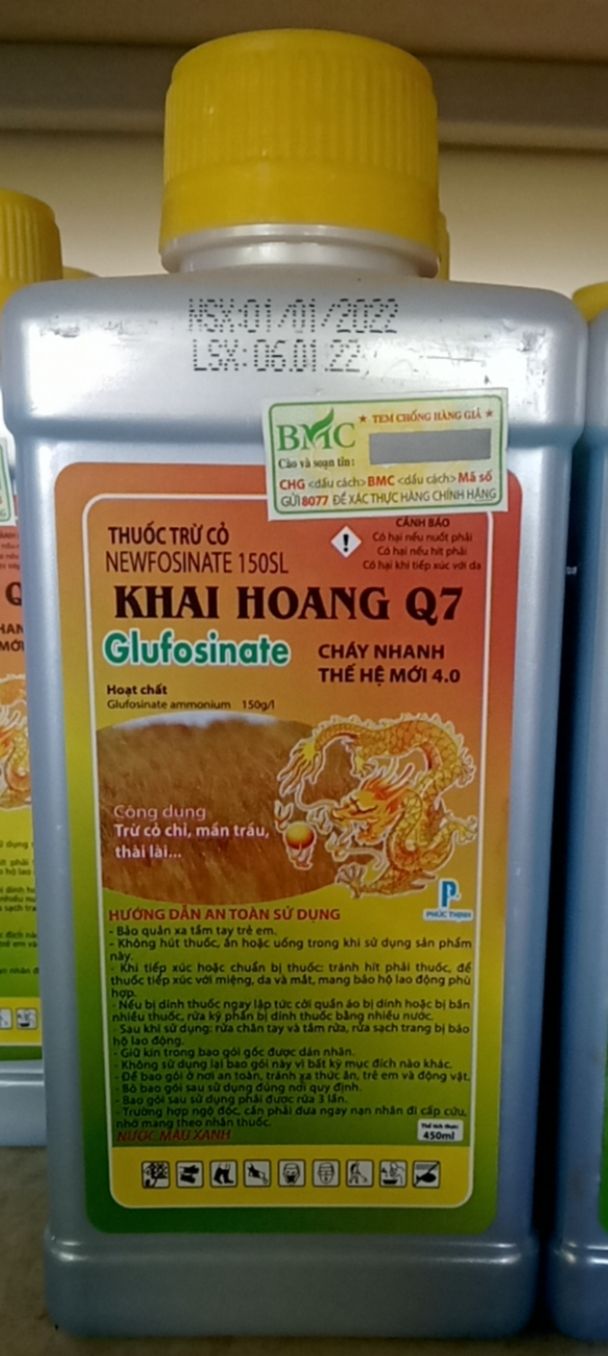 NSX:01/01/2022
LSX:06.01.22
BMC
★ TEM CHỐNG HÀNG GIẢ ★
Cào và soạn tin:
CHG <dấu cách> BMC <dấu cách> Mã số
GỬI 8077 ĐỂ XÁC THỰC HÀNG CHÍNH HÃNG
THUỐC TRỪ CỎ
NEWFOSINATE 150SL
CẢNH BÁO
Có hại nếu nuốt phải
Có hại nếu hít phải
Có hại khi tiếp xúc với da
KHAI HOANG Q7
Glufosinate
CHÁY NHANH
THẾ HỆ MỚI 4.0
Hoạt chất
Glufosinate ammonium 150g/l
Công dụng
Trừ cỏ chỉ, mần trầu,
thài lài...
PHÚC THỊNH
HƯỚNG DẪN AN TOÀN SỬ DỤNG
- Bảo quản xa tầm tay trẻ em.
- Không hút thuốc, ăn hoặc uống trong khi sử dụng sản phẩm
này.
- Khi tiếp xúc hoặc chuẩn bị thuốc: tránh hít phải thuốc, để
thuốc tiếp xúc với miệng, da và mắt, mang bảo hộ lao động phù
hợp.
- Nếu bị dính thuốc ngay lập tức cởi quần áo bị dính hoặc bị bắn
nhiều thuốc, rửa kỹ phần bị dính thuốc bằng nhiều nước.
- Sau khi sử dụng: rửa chân tay và tắm rửa, rửa sạch trang bị bảo
hộ lao động.
- Giữ kín trong bao gói gốc được dán nhãn.
- Không sử dụng lại bao gói này vì bất kỳ mục đích nào khác.
- Để bao gói ở nơi an toàn, tránh xa thức ăn, trẻ em và động vật.
- Bỏ bao gói sau sử dụng đúng nơi quy định.
- Bao gói sau sử dụng phải được rửa 3 lần.
- Trường hợp ngộ độc, cần phải đưa ngay nạn nhân đi cấp cứu,
nhớ mang theo nhãn thuốc.
NƯỚC MÀU XANH
Thể tích thực:
450ml